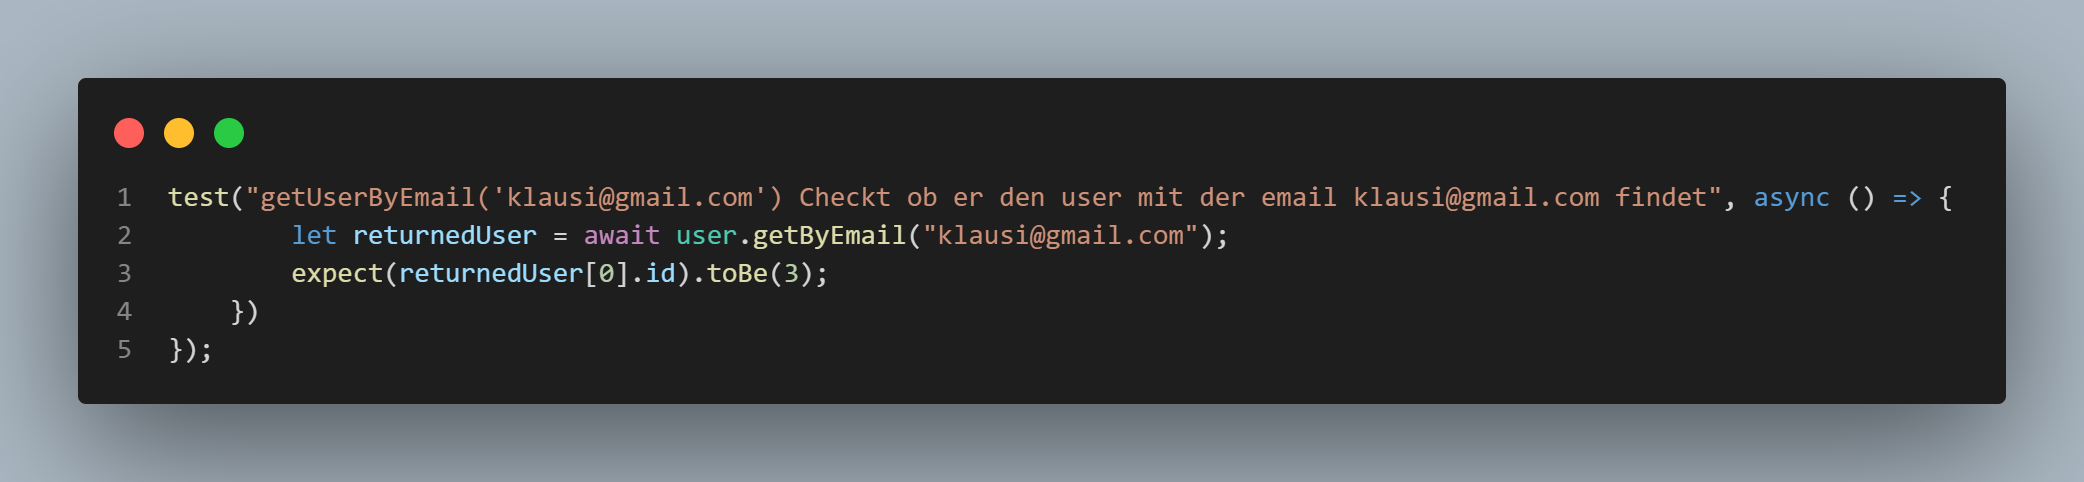 1 test("getUserByEmail('klausi@gmail.com') Checkt ob er den user mit der email klausi@gmail.com findet", async () => {
2 let returnedUser = await user.getByEmail("klausi@gmail.com");
3 expect(returnedUser[0].id).toBe(3);
4 })
5 });